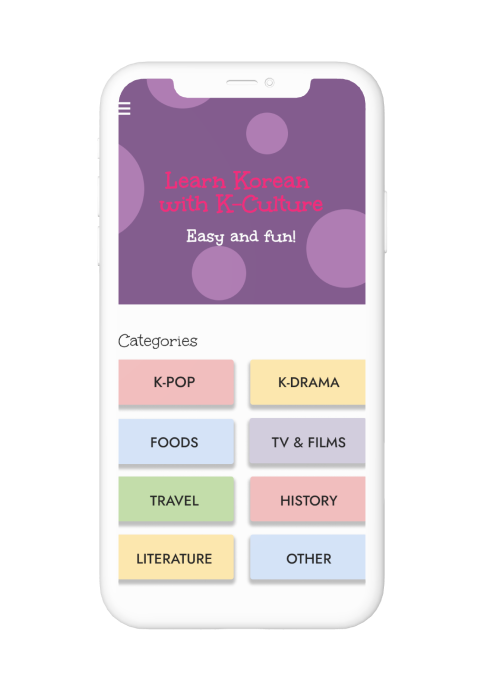 Learn Korean
with K-Culture
Easy and fun!
Categories
K-POP
K-DRAMA
FOODS
TV & FILMS
TRAVEL
HISTORY
LITERATURE
OTHER